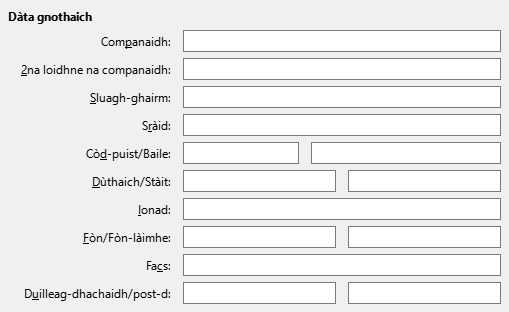 Dàta gnothaich
Companaidh:
2na loidhne na companaidh:
Sluagh-ghairm:
Sràid:
Còd-puist/Baile:
Dùthaich/Stàit:
Ionad:
Fòn/Fòn-làimhe:
Facs:
Duilleag-dhachaidh/post-d: